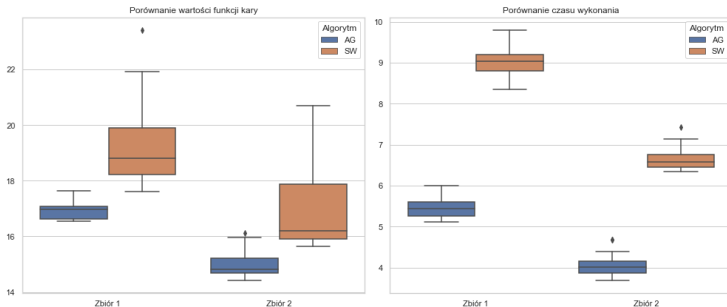 Porównanie wartości funkcji kary
Algorytm
AG
SW
22
20
18
16
14
Zbiór 1
Zbiór 2
Porównanie czasu wykonania
Algorytm
AG
SW
10
9
8
7
6
5
4
Zbiór 1
Zbiór 2